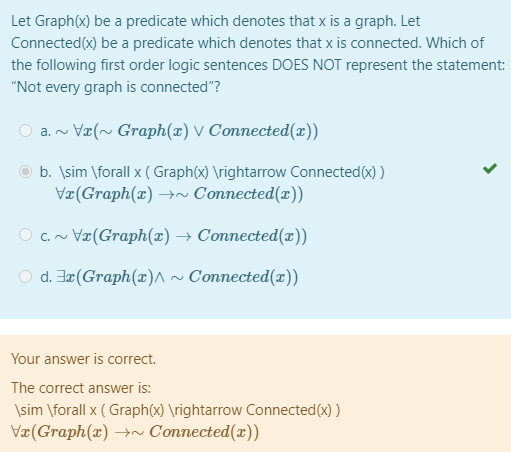 Let Graph(x) be a predicate which denotes that x is a graph. Let
Connected(x) be a predicate which denotes that x is connected. Which of
the following first order logic sentences DOES NOT represent the statement:
“Not every graph is connected”?
a. ∼ ∀x(∼ Graph(x) ∨ Connected(x))
b. \sim \forall x ( Graph(x) \rightarrow Connected(x) )
∀x(Graph(x) →∼ Connected(x))
c. ∼ ∀x(Graph(x) → Connected(x))
d. ∃x(Graph(x)∧ ∼ Connected(x))
Your answer is correct.
The correct answer is:
\sim \forall x ( Graph(x) \rightarrow Connected(x) )
∀x(Graph(x) →∼ Connected(x))